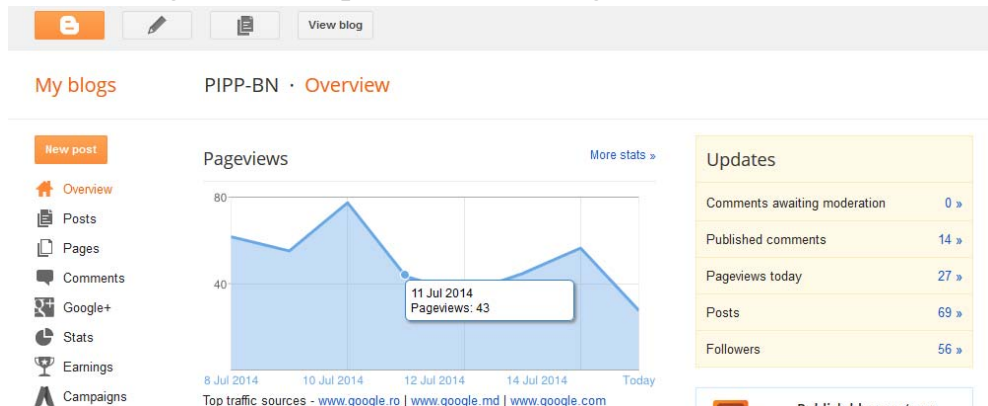 View blog
My blogs
PIPP-BN · Overview
New post
Overview
Posts
Pages
Comments
Google+
Stats
Earnings
Campaigns
Pageviews
More stats »
80
40
11 Jul 2014
Pageviews: 43
8 Jul 2014 10 Jul 2014 12 Jul 2014 14 Jul 2014 Today
Top traffic sources - www.google.ro | www.google.md | www.google.com
Updates
Comments awaiting moderation 0 »
Published comments 14 »
Pageviews today 27 »
Posts 69 »
Followers 56 »